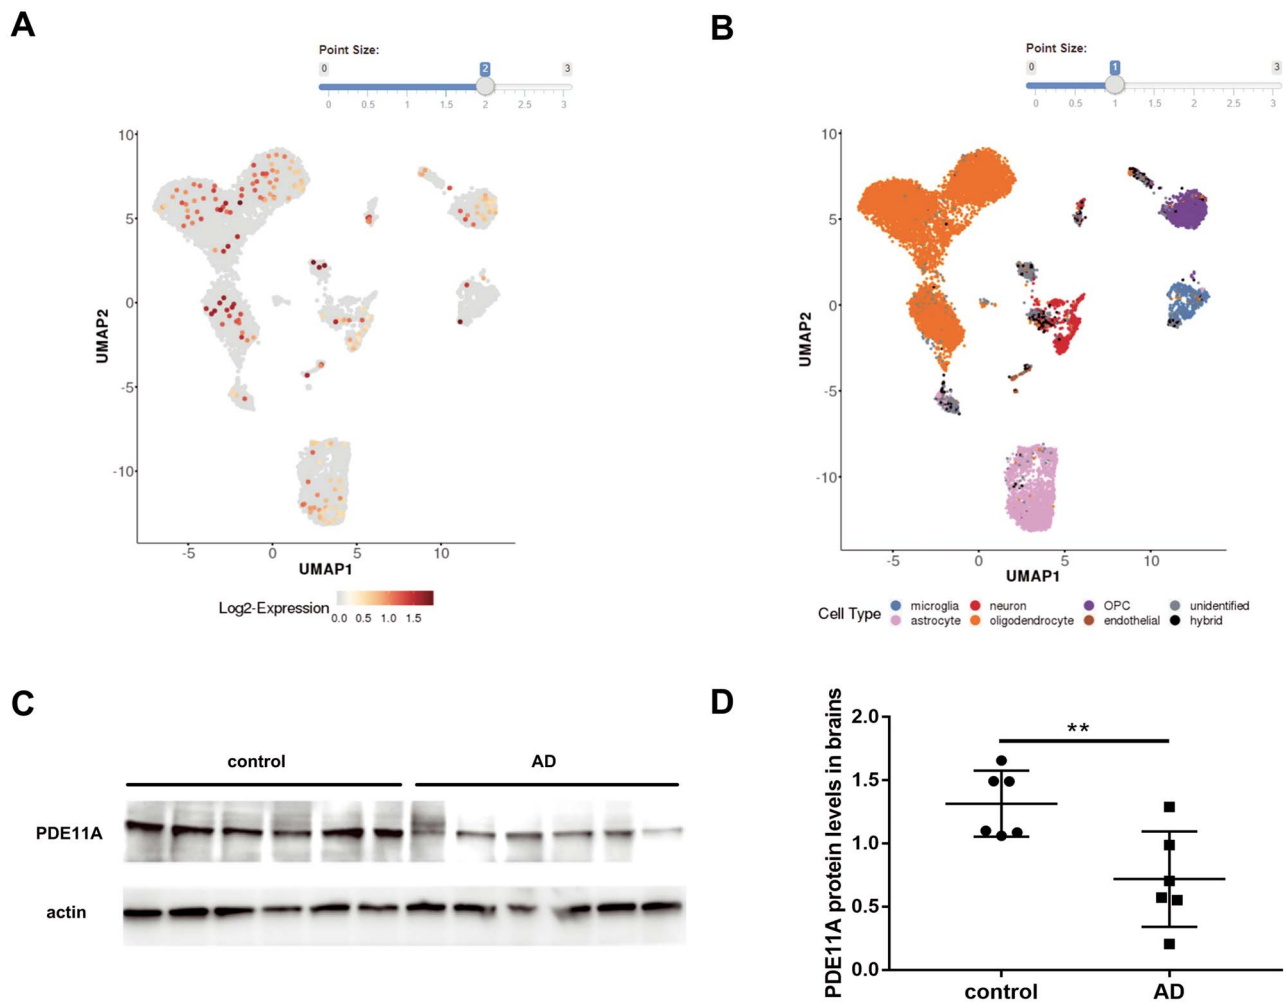 A
Point Size:
0 2 3
0 0.5 1 1.5 2 2.5 3
10
5
0
-5
-10
UMAP2
-5 0 5 10
UMAP1
Log2-Expression
0.0 0.5 1.0 1.5
B
Point Size:
0 1 3
0 0.5 1 1.5 2 2.5 3
10
5
0
-5
-10
UMAP2
-5 0 5 10
UMAP1
Cell Type
microglia neuron OPC unidentified
astrocyte oligodendrocyte endothelial hybrid
C
control AD
PDE11A
actin
D
PDE11A protein levels in brains
2.0
1.5
1.0
0.5
0.0
**
control AD